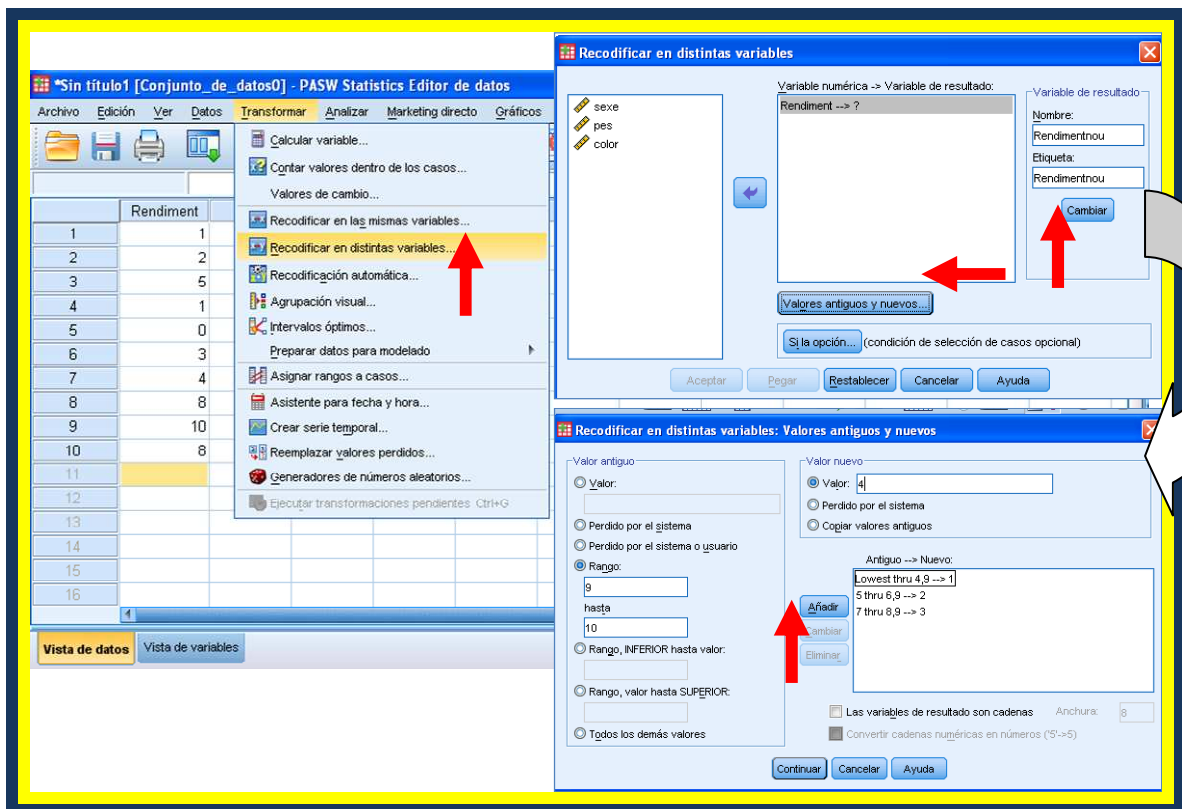 *Sin título1 [Conjunto_de_datos0] - PASW Statistics Editor de datos
Archivo Edición Ver Datos Transformar Analizar Marketing directo Gráficos
Calcular variable...
Contar valores dentro de los casos...
Valores de cambio...
Recodificar en las mismas variables...
Recodificar en distintas variables...
Recodificación automática...
Agrupación visual...
Intervalos óptimos...
Preparar datos para modelado
Asignar rangos a casos...
Asistente para fecha y hora...
Crear serie temporal...
Reemplazar valores perdidos...
Generadores de números aleatorios...
Ejecutar transformaciones pendientes Ctrl+G
Rendiment
1 1
2 2
3 5
4 1
5 0
6 3
7 4
8 8
9 10
10 8
11
12
13
14
15
16
Vista de datos Vista de variables
Recodificar en distintas variables
sexe
pes
color
Variable numérica -> Variable de resultado:
Rendiment --> ?
Variable de resultado
Nombre:
Rendimentnou
Etiqueta:
Rendimentnou
Cambiar
Valores antiguos y nuevos...
Si la opción... (condición de selección de casos opcional)
Aceptar Pegar Restablecer Cancelar Ayuda
Recodificar en distintas variables: Valores antiguos y nuevos
Valor antiguo
Valor:
Perdido por el sistema
Perdido por el sistema o usuario
Rango:
9
hasta
10
Rango, INFERIOR hasta valor:
Rango, valor hasta SUPERIOR:
Todos los demás valores
Valor nuevo
Valor: 4
Perdido por el sistema
Copiar valores antiguos
Antiguo --> Nuevo:
Lowest thru 4,9 --> 1
5 thru 6,9 --> 2
7 thru 8,9 --> 3
Añadir
Cambiar
Eliminar
Las variables de resultado son cadenas Anchura: 8
Convertir cadenas numéricas en números ('5'->5)
Continuar Cancelar Ayuda